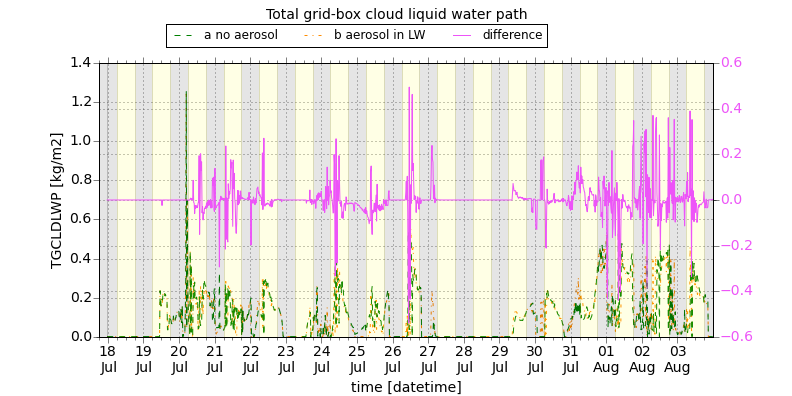 Total grid-box cloud liquid water path
a no aerosol b aerosol in LW difference
1.4 0.6
1.2 0.4
1.0 0.2
0.8 0.0
0.6 −0.2
0.4 −0.4
0.2 −0.6
0.0
TGCLDLWP [kg/m2]
18 19 20 21 22 23 24 25 26 27 28 29 30 31 01 02 03
Jul Jul Jul Jul Jul Jul Jul Jul Jul Jul Jul Jul Jul Jul Aug Aug Aug
time [datetime]